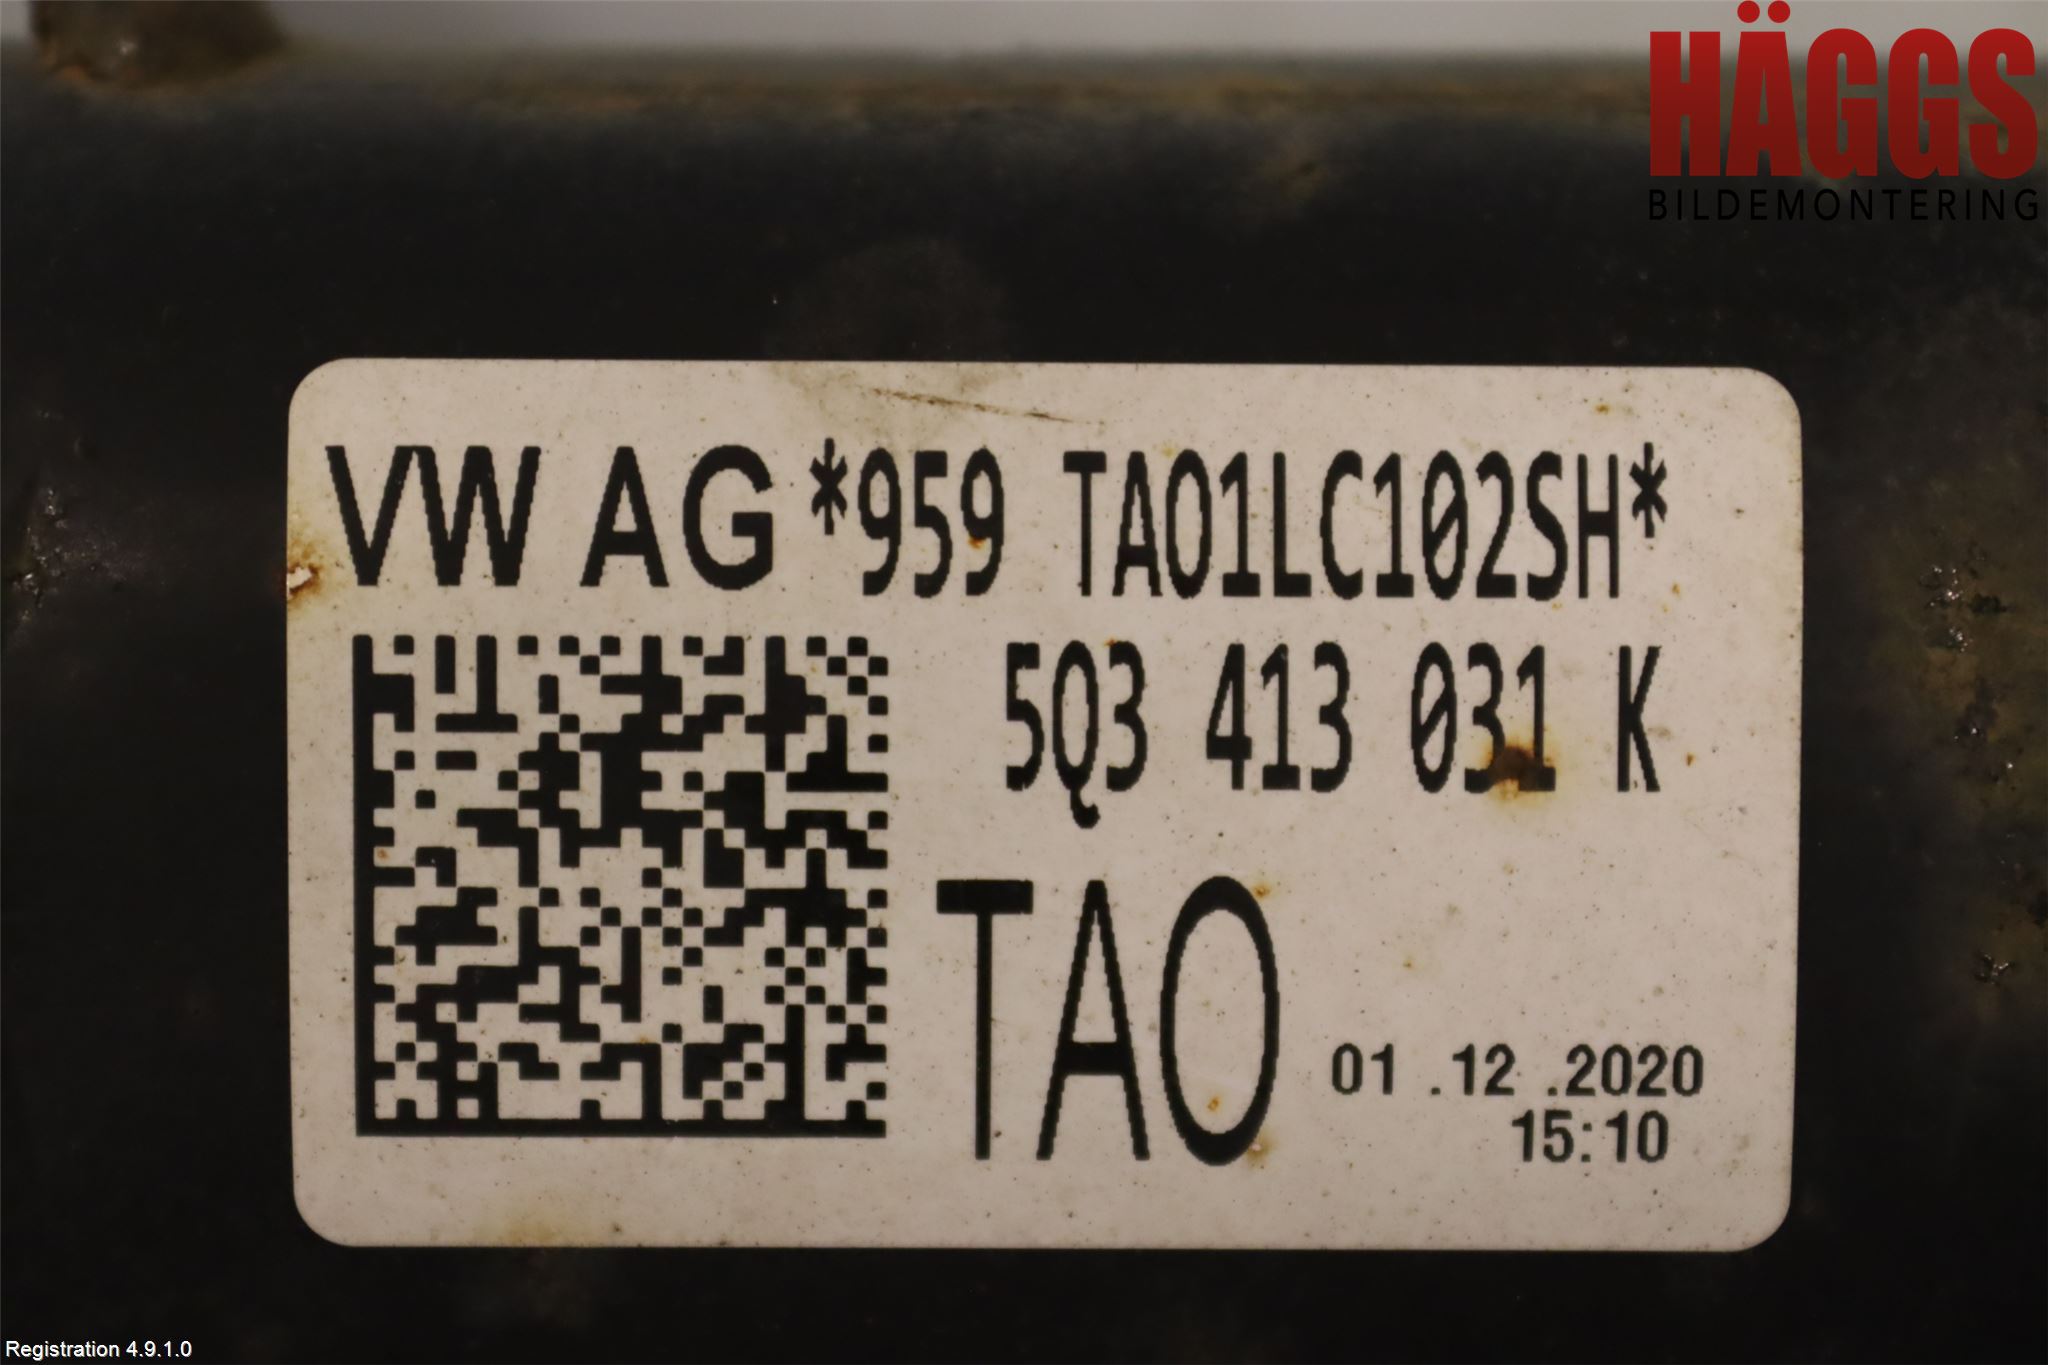 HÄGGS
BILDEMONTERING
VW AG *959 TAO1LC102SH*
5Q3 413 031 K
TAO
01 .12 .2020
15:10
Registration 4.9.1.0